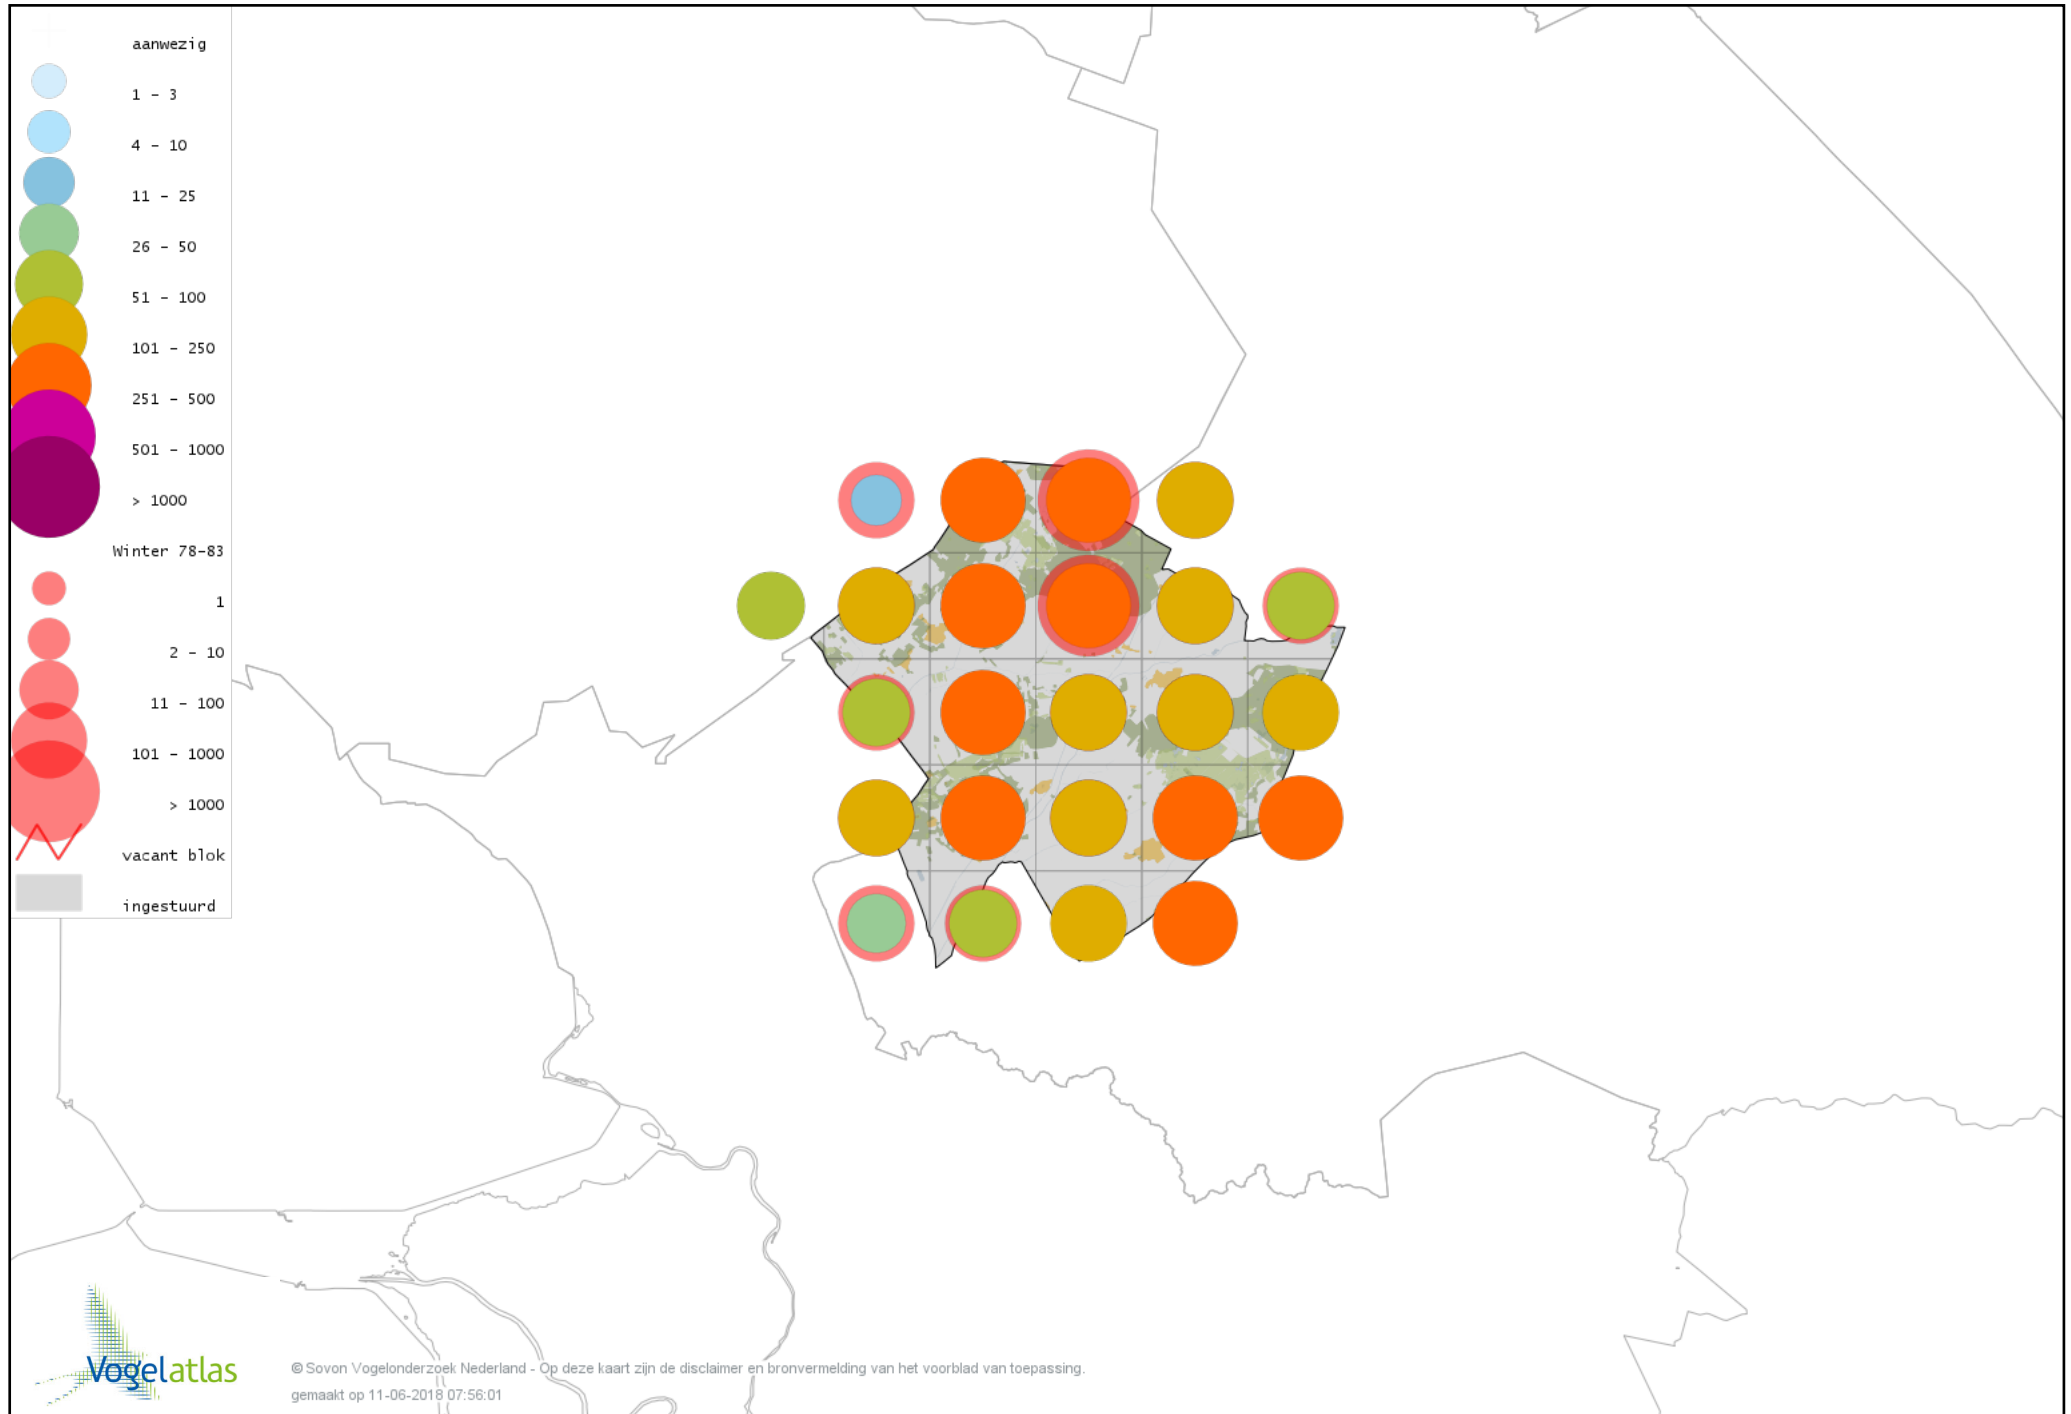 aanwezig
1 - 3
4 - 10
11 - 25
26 - 50
51 - 100
101 - 250
251 - 500
501 - 1000
> 1000
Winter 78-83
1
2 - 10
11 - 100
101 - 1000
> 1000
vacant blok
ingestuurd
Vogelatlas
© Sovon Vogelonderzoek Nederland - Op deze kaart zijn de disclaimer en bronvermelding van het voorblad van toepassing.
gemaakt op 11-06-2018 07:56:01